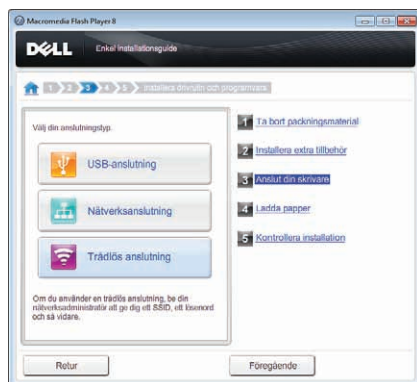 Macromedia Flash Player 8
DELL
Enkel installationsguide
1 2 3 4 5 Installera drivrutin och programvara
Välj din anslutningstyp.
USB-anslutning
Nätverksanslutning
Trådlös anslutning
Om du använder en trådlös anslutning, be din
nätverksadministratör att ge dig ett SSID, ett lösenord
och så vidare.
1 Ta bort packningsmaterial
2 Installera extra tillbehör
3 Anslut din skrivare
4 Ladda papper
5 Kontrollera installation
Retur
Föregående